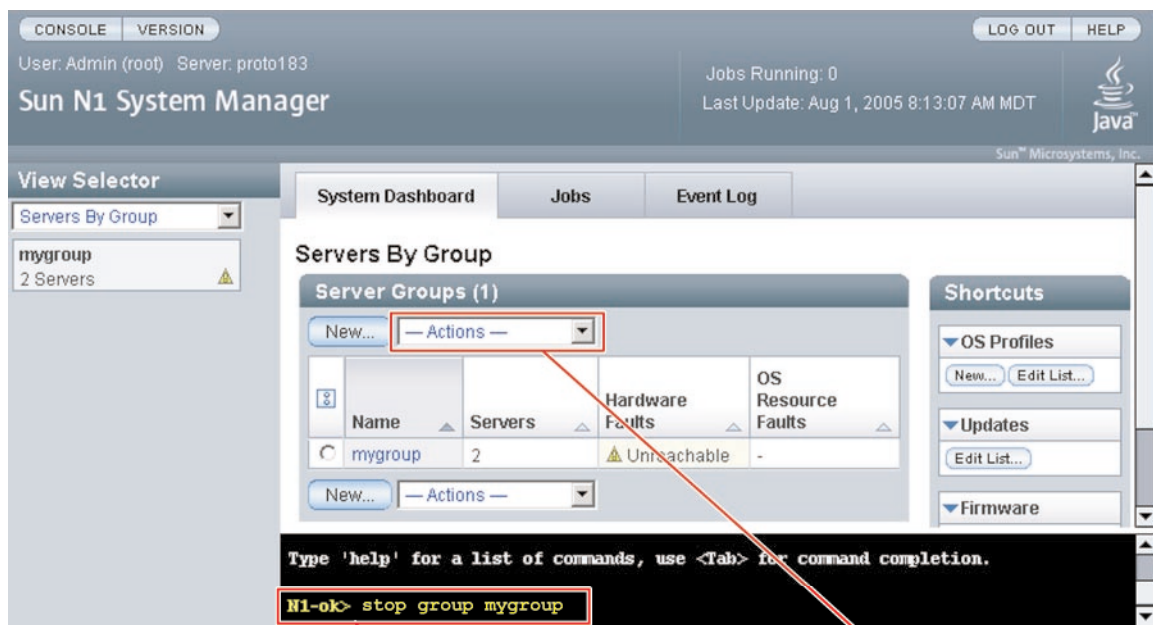 CONSOLE VERSION
LOG OUT HELP
User: Admin (root) Server: proto183
Sun N1 System Manager
Jobs Running: 0
Last Update: Aug 1, 2005 8:13:07 AM MDT
Java™
Sun™ Microsystems, Inc.
View Selector
Servers By Group
mygroup
2 Servers
System Dashboard Jobs Event Log
Servers By Group
Server Groups (1)
New... — Actions —
Name Servers Hardware Faults OS Resource Faults
mygroup 2 Unreachable -
New... — Actions —
Shortcuts
OS Profiles
New... Edit List...
Updates
Edit List...
Firmware
Type 'help' for a list of commands, use <Tab> for command completion.
N1-ok> stop group mygroup